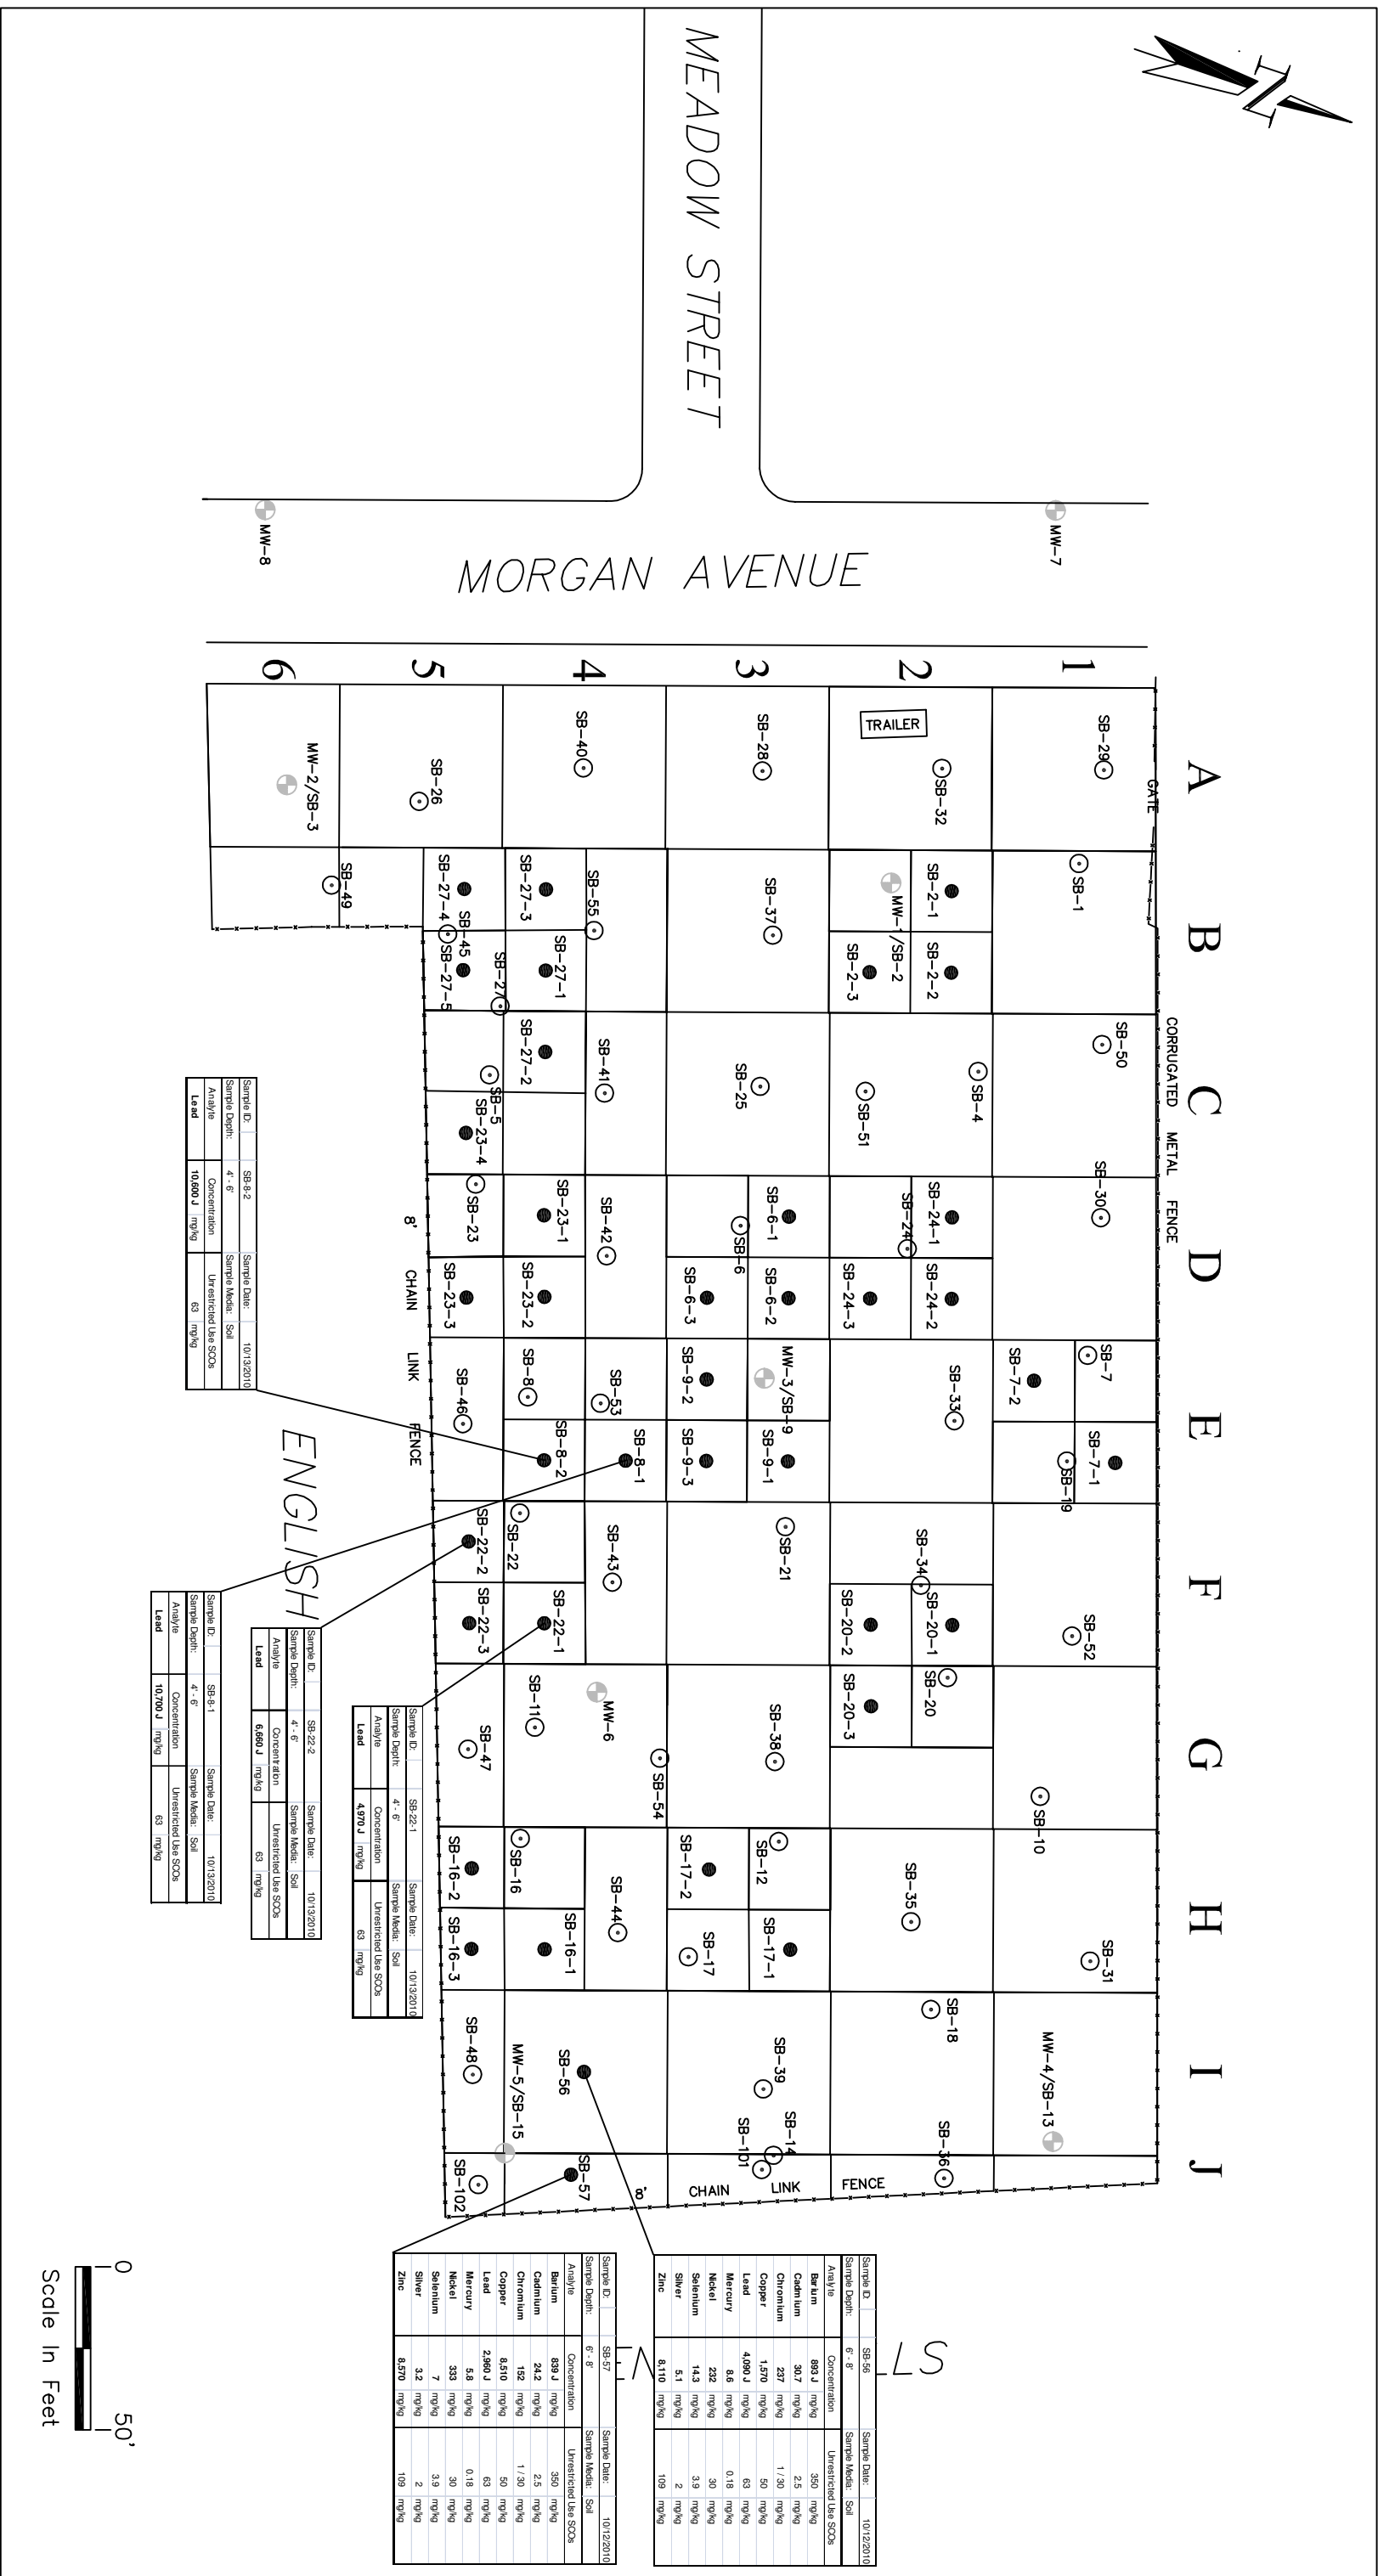 N
MEADOW STREET
MORGAN AVENUE
MW-7
MW-8
1
2
3
4
5
6
A
B
C
D
E
F
G
H
I
J
TRAILER
GATE
CORRUGATED METAL FENCE
8' CHAIN LINK FENCE
8' CHAIN LINK FENCE
SB-29
SB-32
SB-28
SB-40
SB-26
MW-2/SB-3
SB-1
SB-2-1
SB-2-2
MW-1/SB-2
SB-2-3
SB-37
SB-55
SB-27-3
SB-27-1
SB-27-4
SB-45
SB-27-5
SB-27
SB-49
SB-50
SB-4
SB-51
SB-25
SB-41
SB-27-2
SB-5
SB-23-4
SB-30
SB-24-1
SB-24
SB-24-2
SB-24-3
SB-6-1
SB-6
SB-6-2
SB-6-3
SB-42
SB-23-1
SB-23
SB-23-2
SB-23-3
SB-7
SB-7-2
SB-7-1
SB-19
SB-33
MW-3/SB-9
SB-9-2
SB-9-1
SB-9-3
SB-53
SB-8
SB-8-1
SB-8-2
SB-46
SB-52
SB-34
SB-20-1
SB-20-2
SB-21
SB-43
SB-22
SB-22-1
SB-22-2
SB-22-3
SB-10
SB-20
SB-20-3
SB-38
SB-54
MW-6
SB-11
SB-47
SB-31
SB-35
SB-12
SB-17-2
SB-17-1
SB-17
SB-44
SB-16
SB-16-1
SB-16-2
SB-16-3
MW-4/SB-13
SB-18
SB-36
SB-39
SB-14
SB-101
SB-56
MW-5/SB-15
SB-48
SB-57
SB-102
ENGLISH
LS
Sample ID: SB-8-2 Sample Date: 10/13/2010
Sample Depth: 4' - 6' Sample Media: Soil
Analyte Concentration Unrestricted Use SCOs
Lead 10,600 J mg/kg 63 mg/kg
Sample ID: SB-8-1 Sample Date: 10/13/2010
Sample Depth: 4' - 6' Sample Media: Soil
Analyte Concentration Unrestricted Use SCOs
Lead 10,700 J mg/kg 63 mg/kg
Sample ID: SB-22-2 Sample Date: 10/13/2010
Sample Depth: 4' - 6' Sample Media: Soil
Analyte Concentration Unrestricted Use SCOs
Lead 6,660 J mg/kg 63 mg/kg
Sample ID: SB-22-1 Sample Date: 10/13/2010
Sample Depth: 4' - 6' Sample Media: Soil
Analyte Concentration Unrestricted Use SCOs
Lead 4,970 J mg/kg 63 mg/kg
Sample ID: SB-56 Sample Date: 10/12/2010
Sample Depth: 6' - 8' Sample Media: Soil
Analyte Concentration Unrestricted Use SCOs
Barium 893 J mg/kg 350 mg/kg
Cadmium 30.7 mg/kg 2.5 mg/kg
Chromium 237 mg/kg 1 / 30 mg/kg
Copper 1,570 mg/kg 50 mg/kg
Lead 4,090 J mg/kg 63 mg/kg
Mercury 8.6 mg/kg 0.18 mg/kg
Nickel 232 mg/kg 30 mg/kg
Selenium 14.3 mg/kg 3.9 mg/kg
Silver 5.1 mg/kg 2 mg/kg
Zinc 8,110 mg/kg 109 mg/kg
Sample ID: SB-57 Sample Date: 10/12/2010
Sample Depth: 6' - 8' Sample Media: Soil
Analyte Concentration Unrestricted Use SCOs
Barium 839 J mg/kg 350 mg/kg
Cadmium 24.2 mg/kg 2.5 mg/kg
Chromium 152 mg/kg 1 / 30 mg/kg
Copper 8,510 mg/kg 50 mg/kg
Lead 2,960 J mg/kg 63 mg/kg
Mercury 5.8 mg/kg 0.18 mg/kg
Nickel 333 mg/kg 30 mg/kg
Selenium 7 mg/kg 3.9 mg/kg
Silver 3.2 mg/kg 2 mg/kg
Zinc 8,570 mg/kg 109 mg/kg
0 50'
Scale In Feet